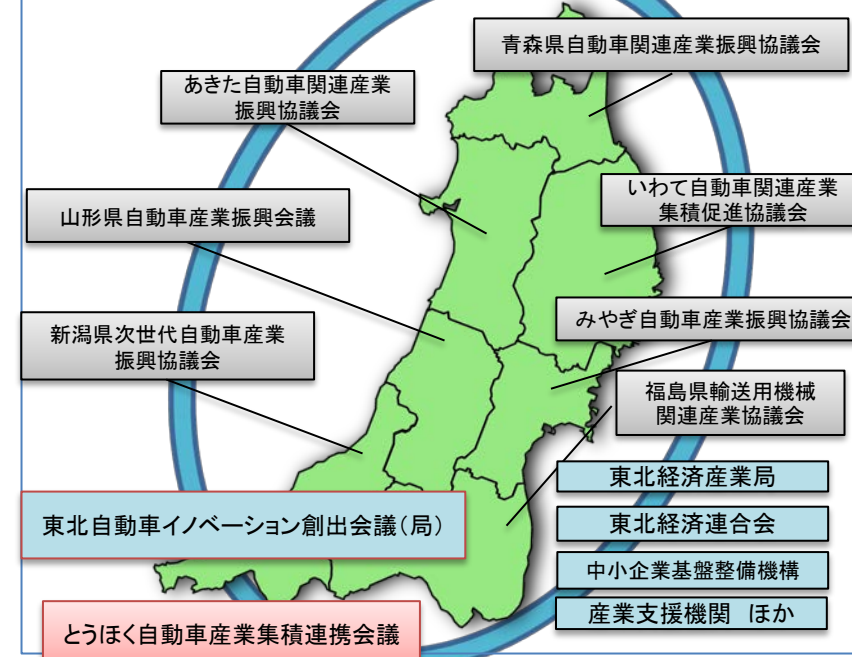 青森県自動車関連産業振興協議会
あきた自動車関連産業
振興協議会
いわて自動車関連産業
集積促進協議会
山形県自動車産業振興会議
みやぎ自動車産業振興協議会
新潟県次世代自動車産業
振興協議会
福島県輸送用機械
関連産業協議会
東北経済産業局
東北自動車イノベーション創出会議(局)
東北経済連合会
中小企業基盤整備機構
産業支援機関 ほか
とうほく自動車産業集積連携会議